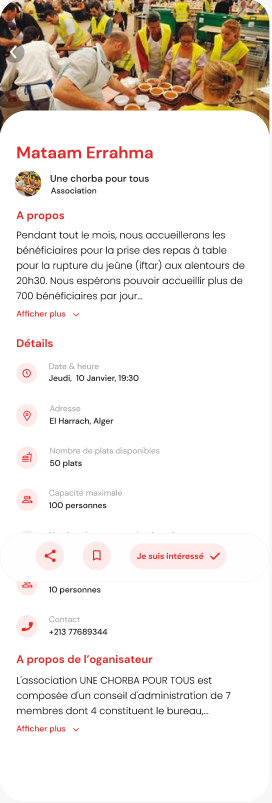 Mataam Errahma
Une chorba pour tous
Association
A propos
Pendant tout le mois, nous accueillerons les
bénéficiaires pour la prise des repas à table
pour la rupture du jeûne (iftar) aux alentours de
20h30. Nous espérons pouvoir accueillir plus de
700 bénéficiaires par jour...
Afficher plus
Détails
Date & heure
Jeudi, 10 Janvier, 19:30
Adresse
El Harrach, Alger
Nombre de plats disponibles
50 plats
Capacité maximale
100 personnes
Je suis intéressé
10 personnes
Contact
+213 77689344
A propos de l'oganisateur
L'association UNE CHORBA POUR TOUS est
composée d'un conseil d'administration de 7
membres dont 4 constituent le bureau,...
Afficher plus